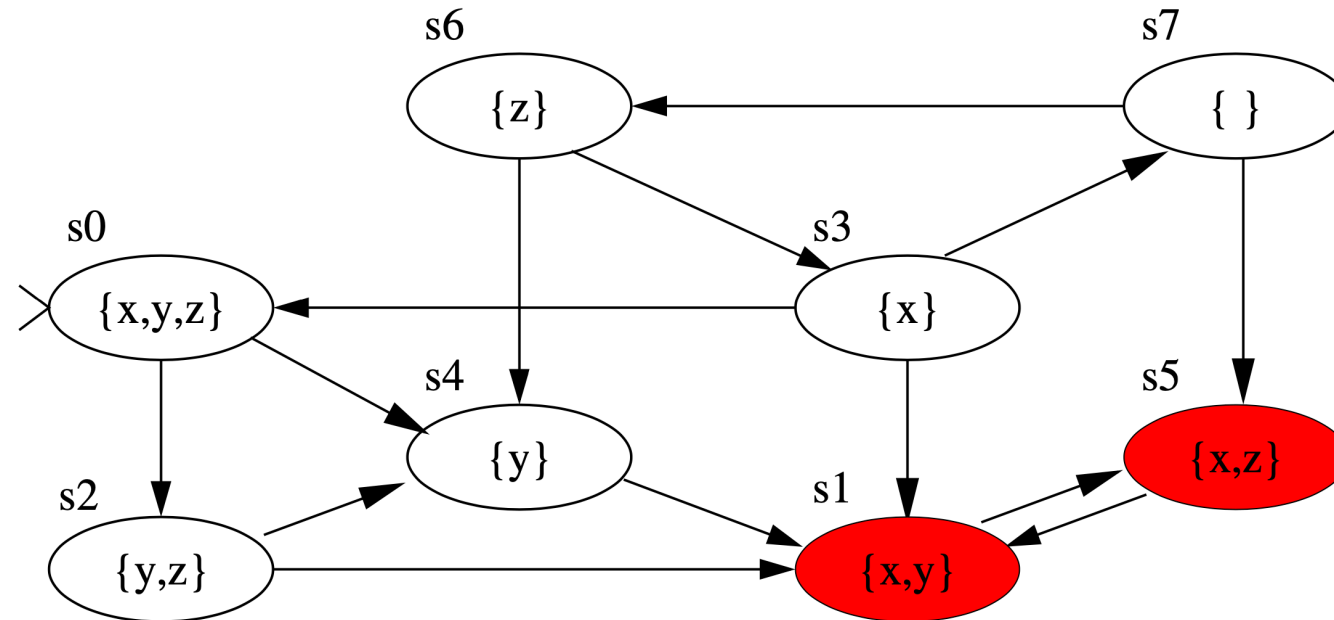 s6
s7
{z}
{ }
s0
s3
{x,y,z}
{x}
s4
s5
{y}
{x,z}
s2
s1
{y,z}
{x,y}